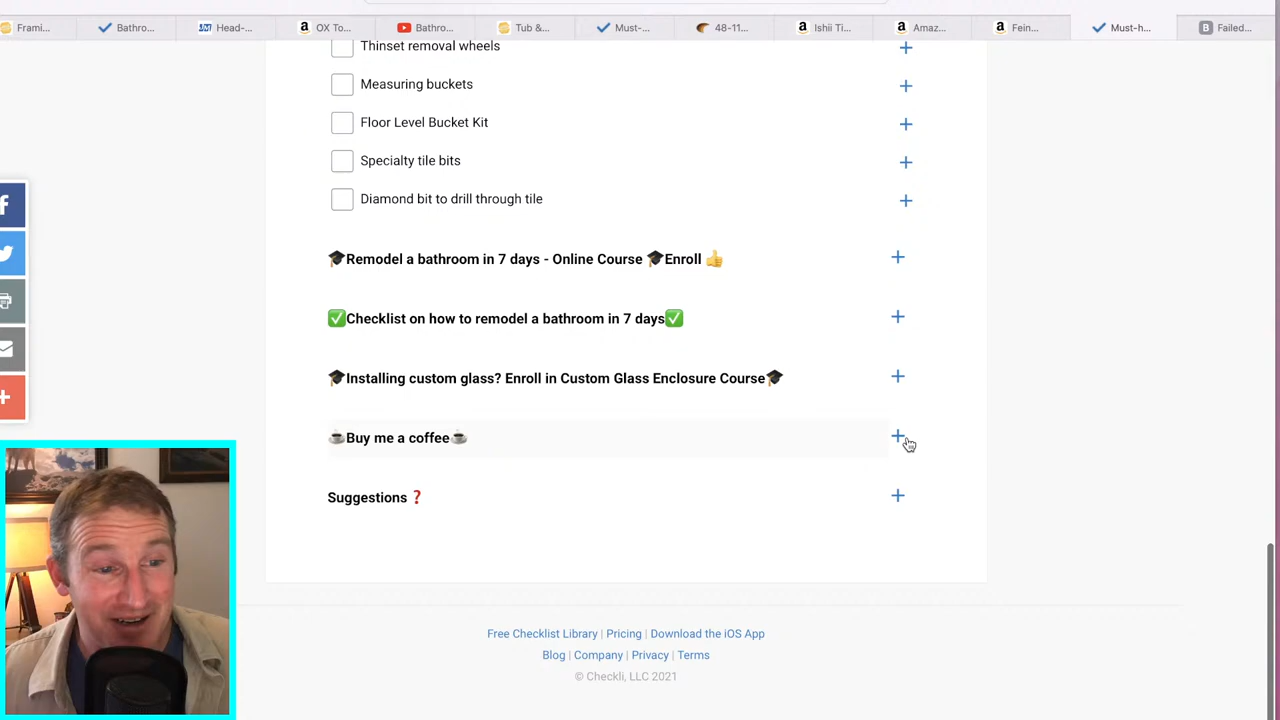 Frami...
Bathro...
Head-...
OX To...
Bathro...
Tub &...
Must-...
48-11...
Ishii Ti...
Amaz...
Fein...
Must-h...
Failed...
Thinset removal wheels
Measuring buckets
Floor Level Bucket Kit
Specialty tile bits
Diamond bit to drill through tile
🎓Remodel a bathroom in 7 days - Online Course 🎓Enroll 👍
✅Checklist on how to remodel a bathroom in 7 days✅
🎓Installing custom glass? Enroll in Custom Glass Enclosure Course🎓
☕Buy me a coffee☕
Suggestions ❓
Free Checklist Library | Pricing | Download the iOS App
Blog | Company | Privacy | Terms
© Checkli, LLC 2021